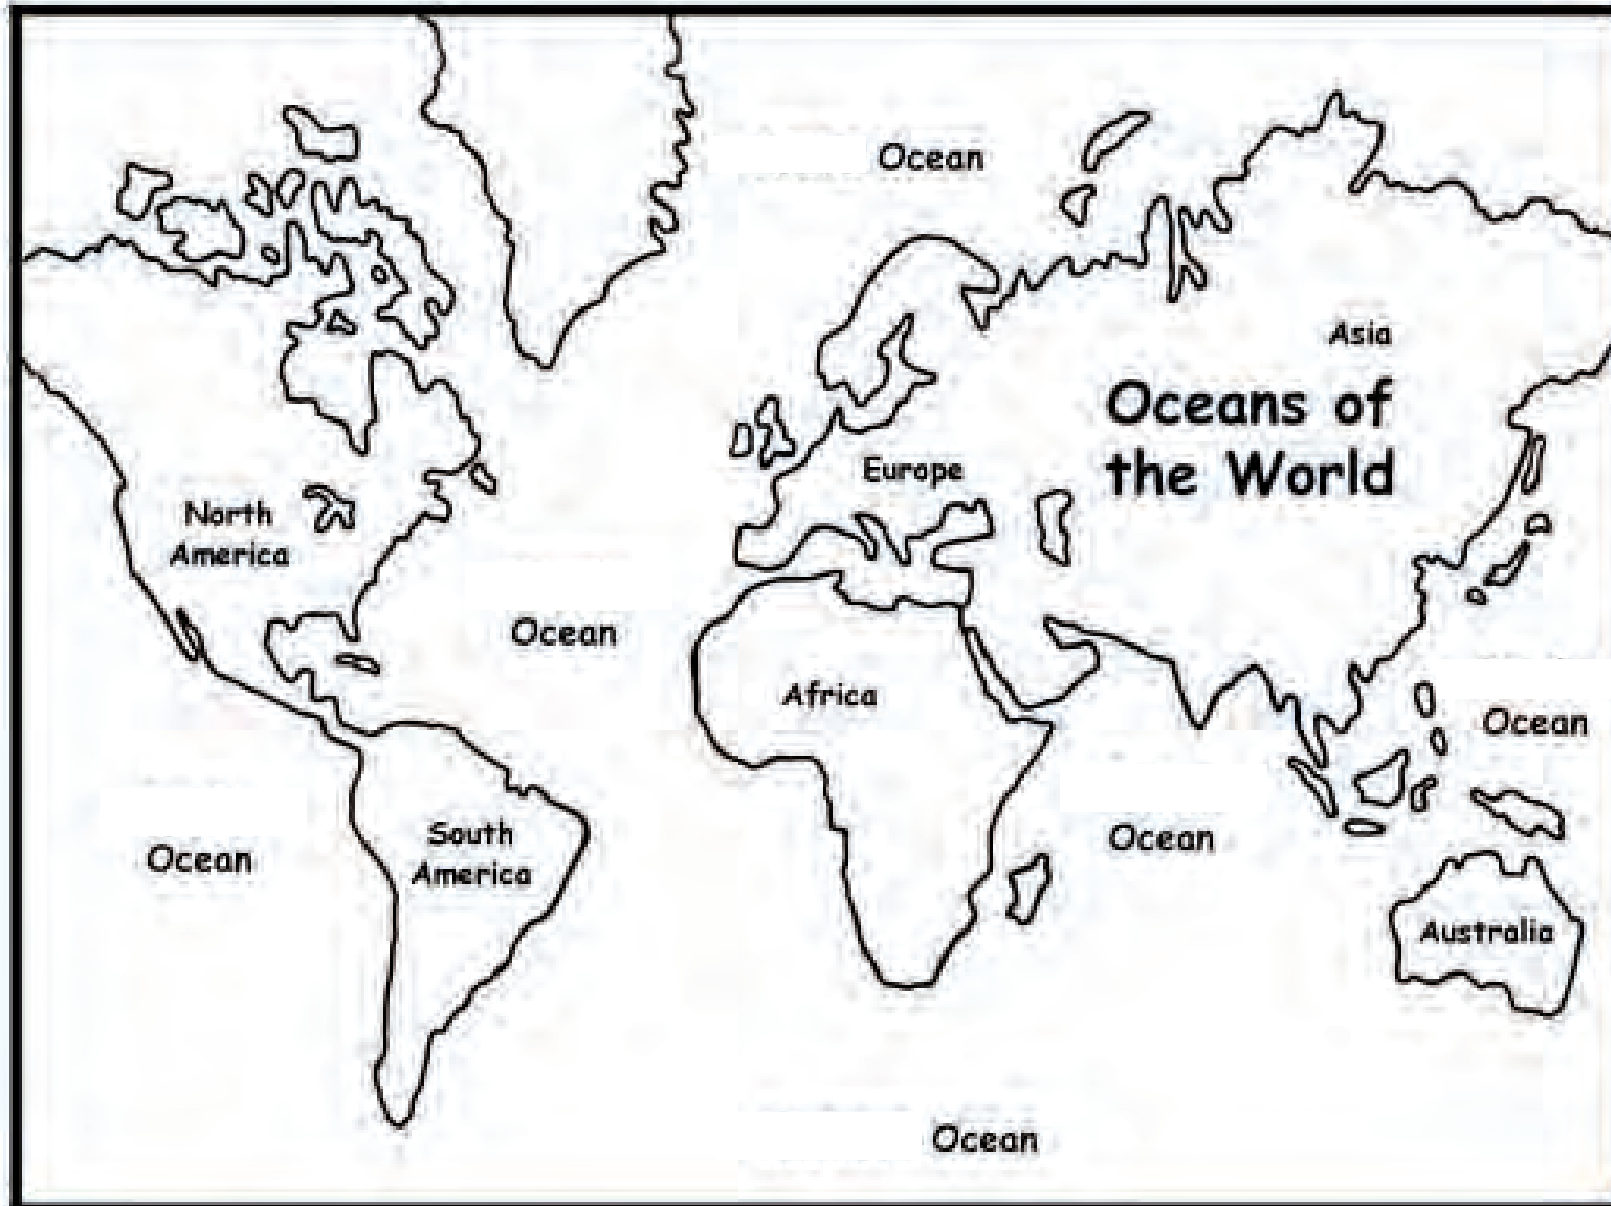 Ocean
Asia
Oceans of
the World
Europe
North
America
Ocean
Africa
Ocean
South
America
Ocean
Ocean
Australia
Ocean